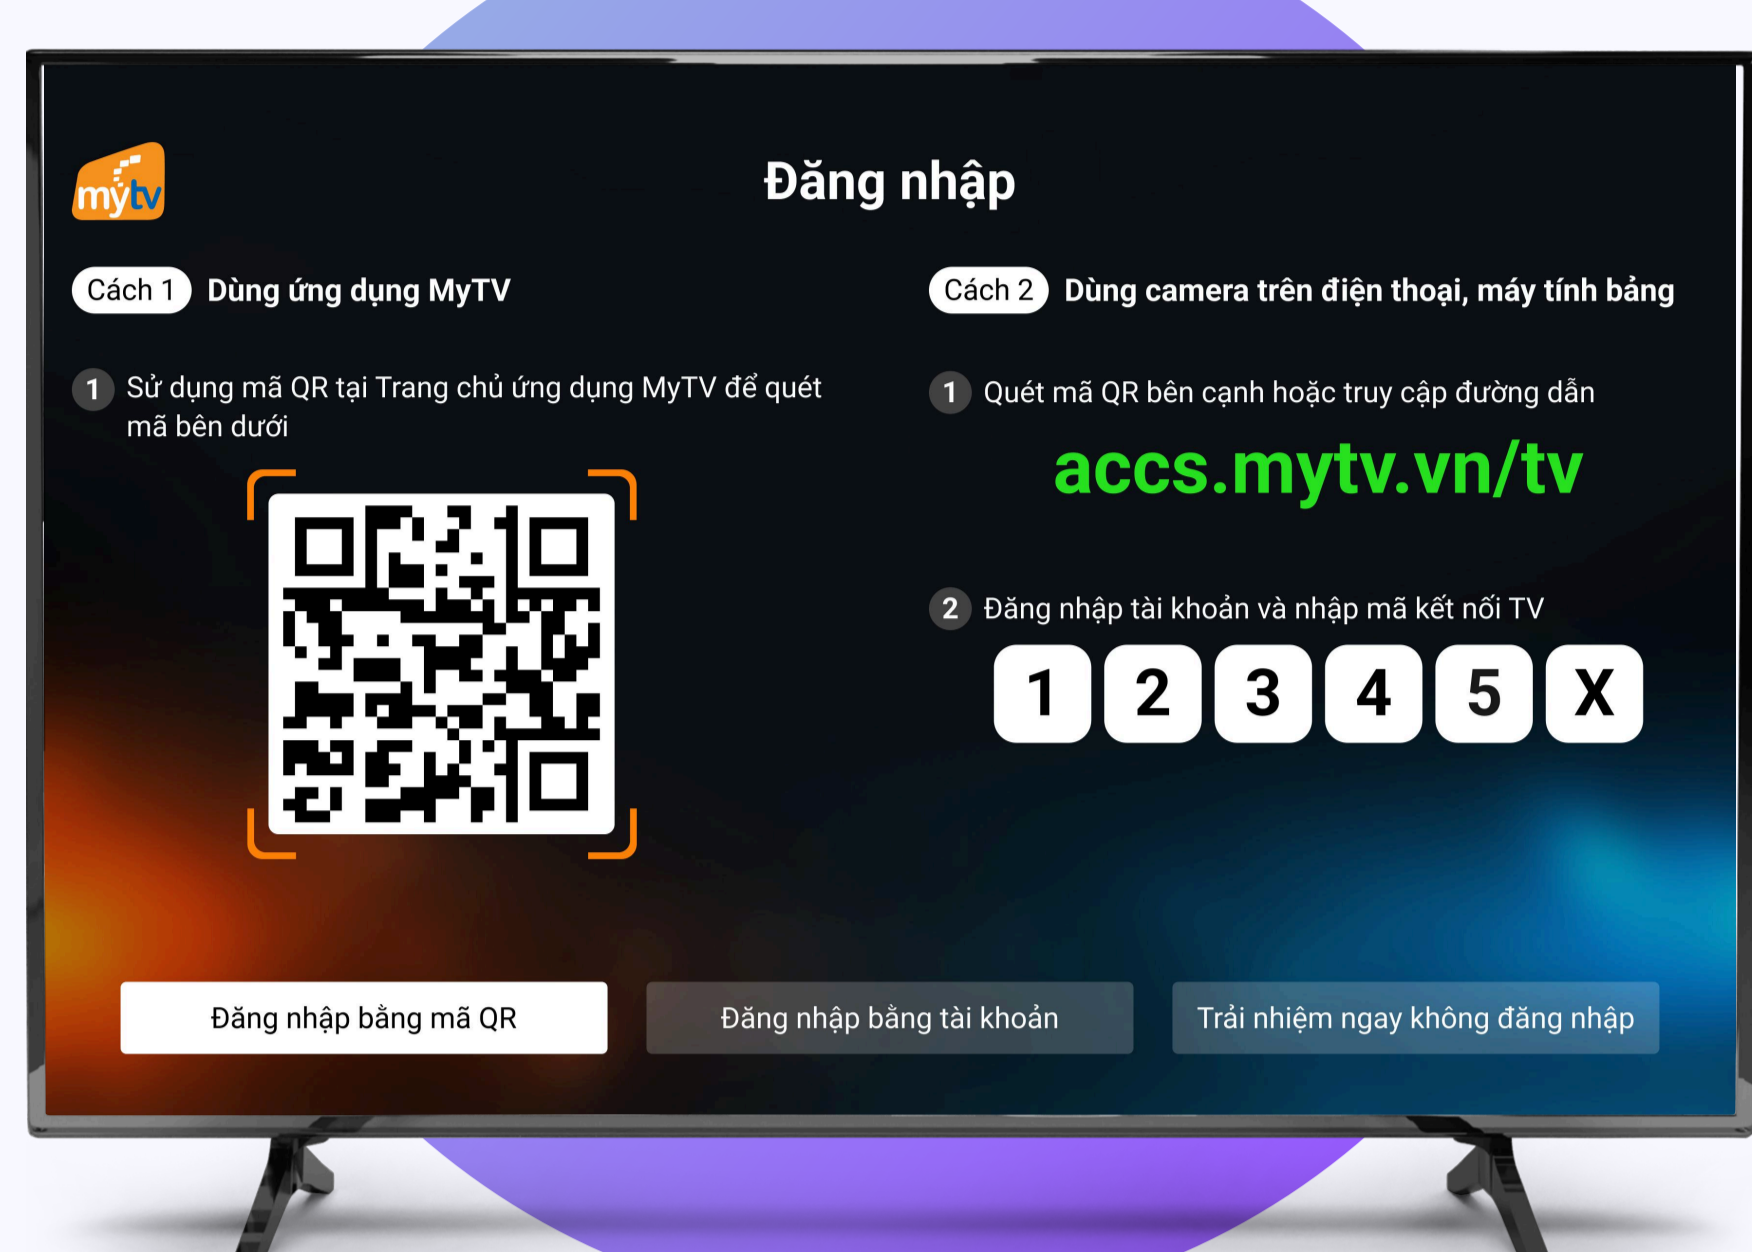 mytv
Đăng nhập
Cách 1 Dùng ứng dụng MyTV
1 Sử dụng mã QR tại Trang chủ ứng dụng MyTV để quét
mã bên dưới
Cách 2 Dùng camera trên điện thoại, máy tính bảng
1 Quét mã QR bên cạnh hoặc truy cập đường dẫn
accs.mytv.vn/tv
2 Đăng nhập tài khoản và nhập mã kết nối TV
1 2 3 4 5 X
Đăng nhập bằng mã QR
Đăng nhập bằng tài khoản
Trải nhiệm ngay không đăng nhập